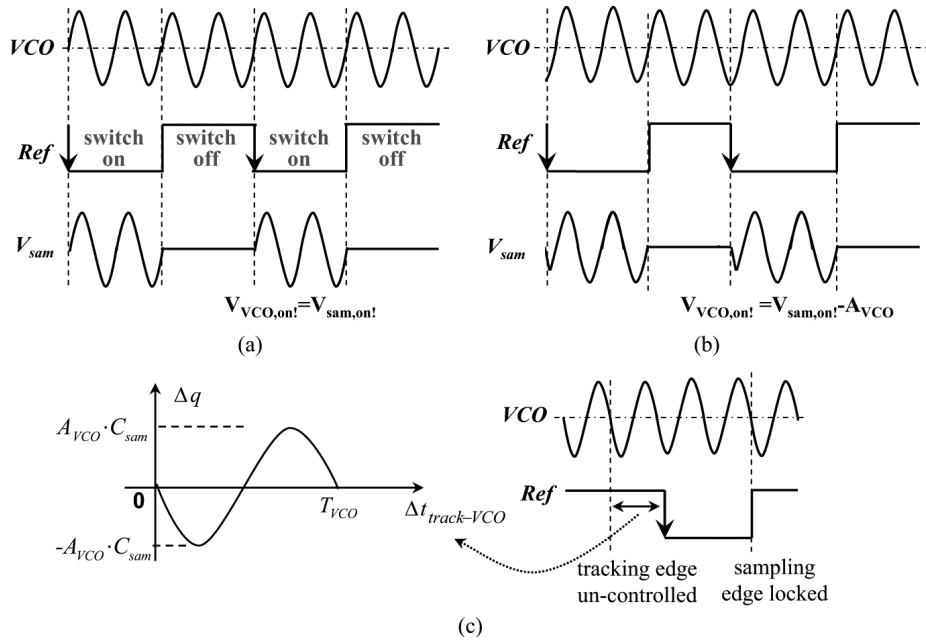 VCO
Ref
switch on
switch off
switch on
switch off
V_sam
V_VCO,on!=V_sam,on!
(a)
VCO
Ref
V_sam
V_VCO,on! =V_sam,on!-A_VCO
(b)
Δq
A_VCO·C_sam
0
T_VCO
Δt_track–VCO
-A_VCO·C_sam
VCO
Ref
tracking edge
un-controlled
sampling
edge locked
(c)